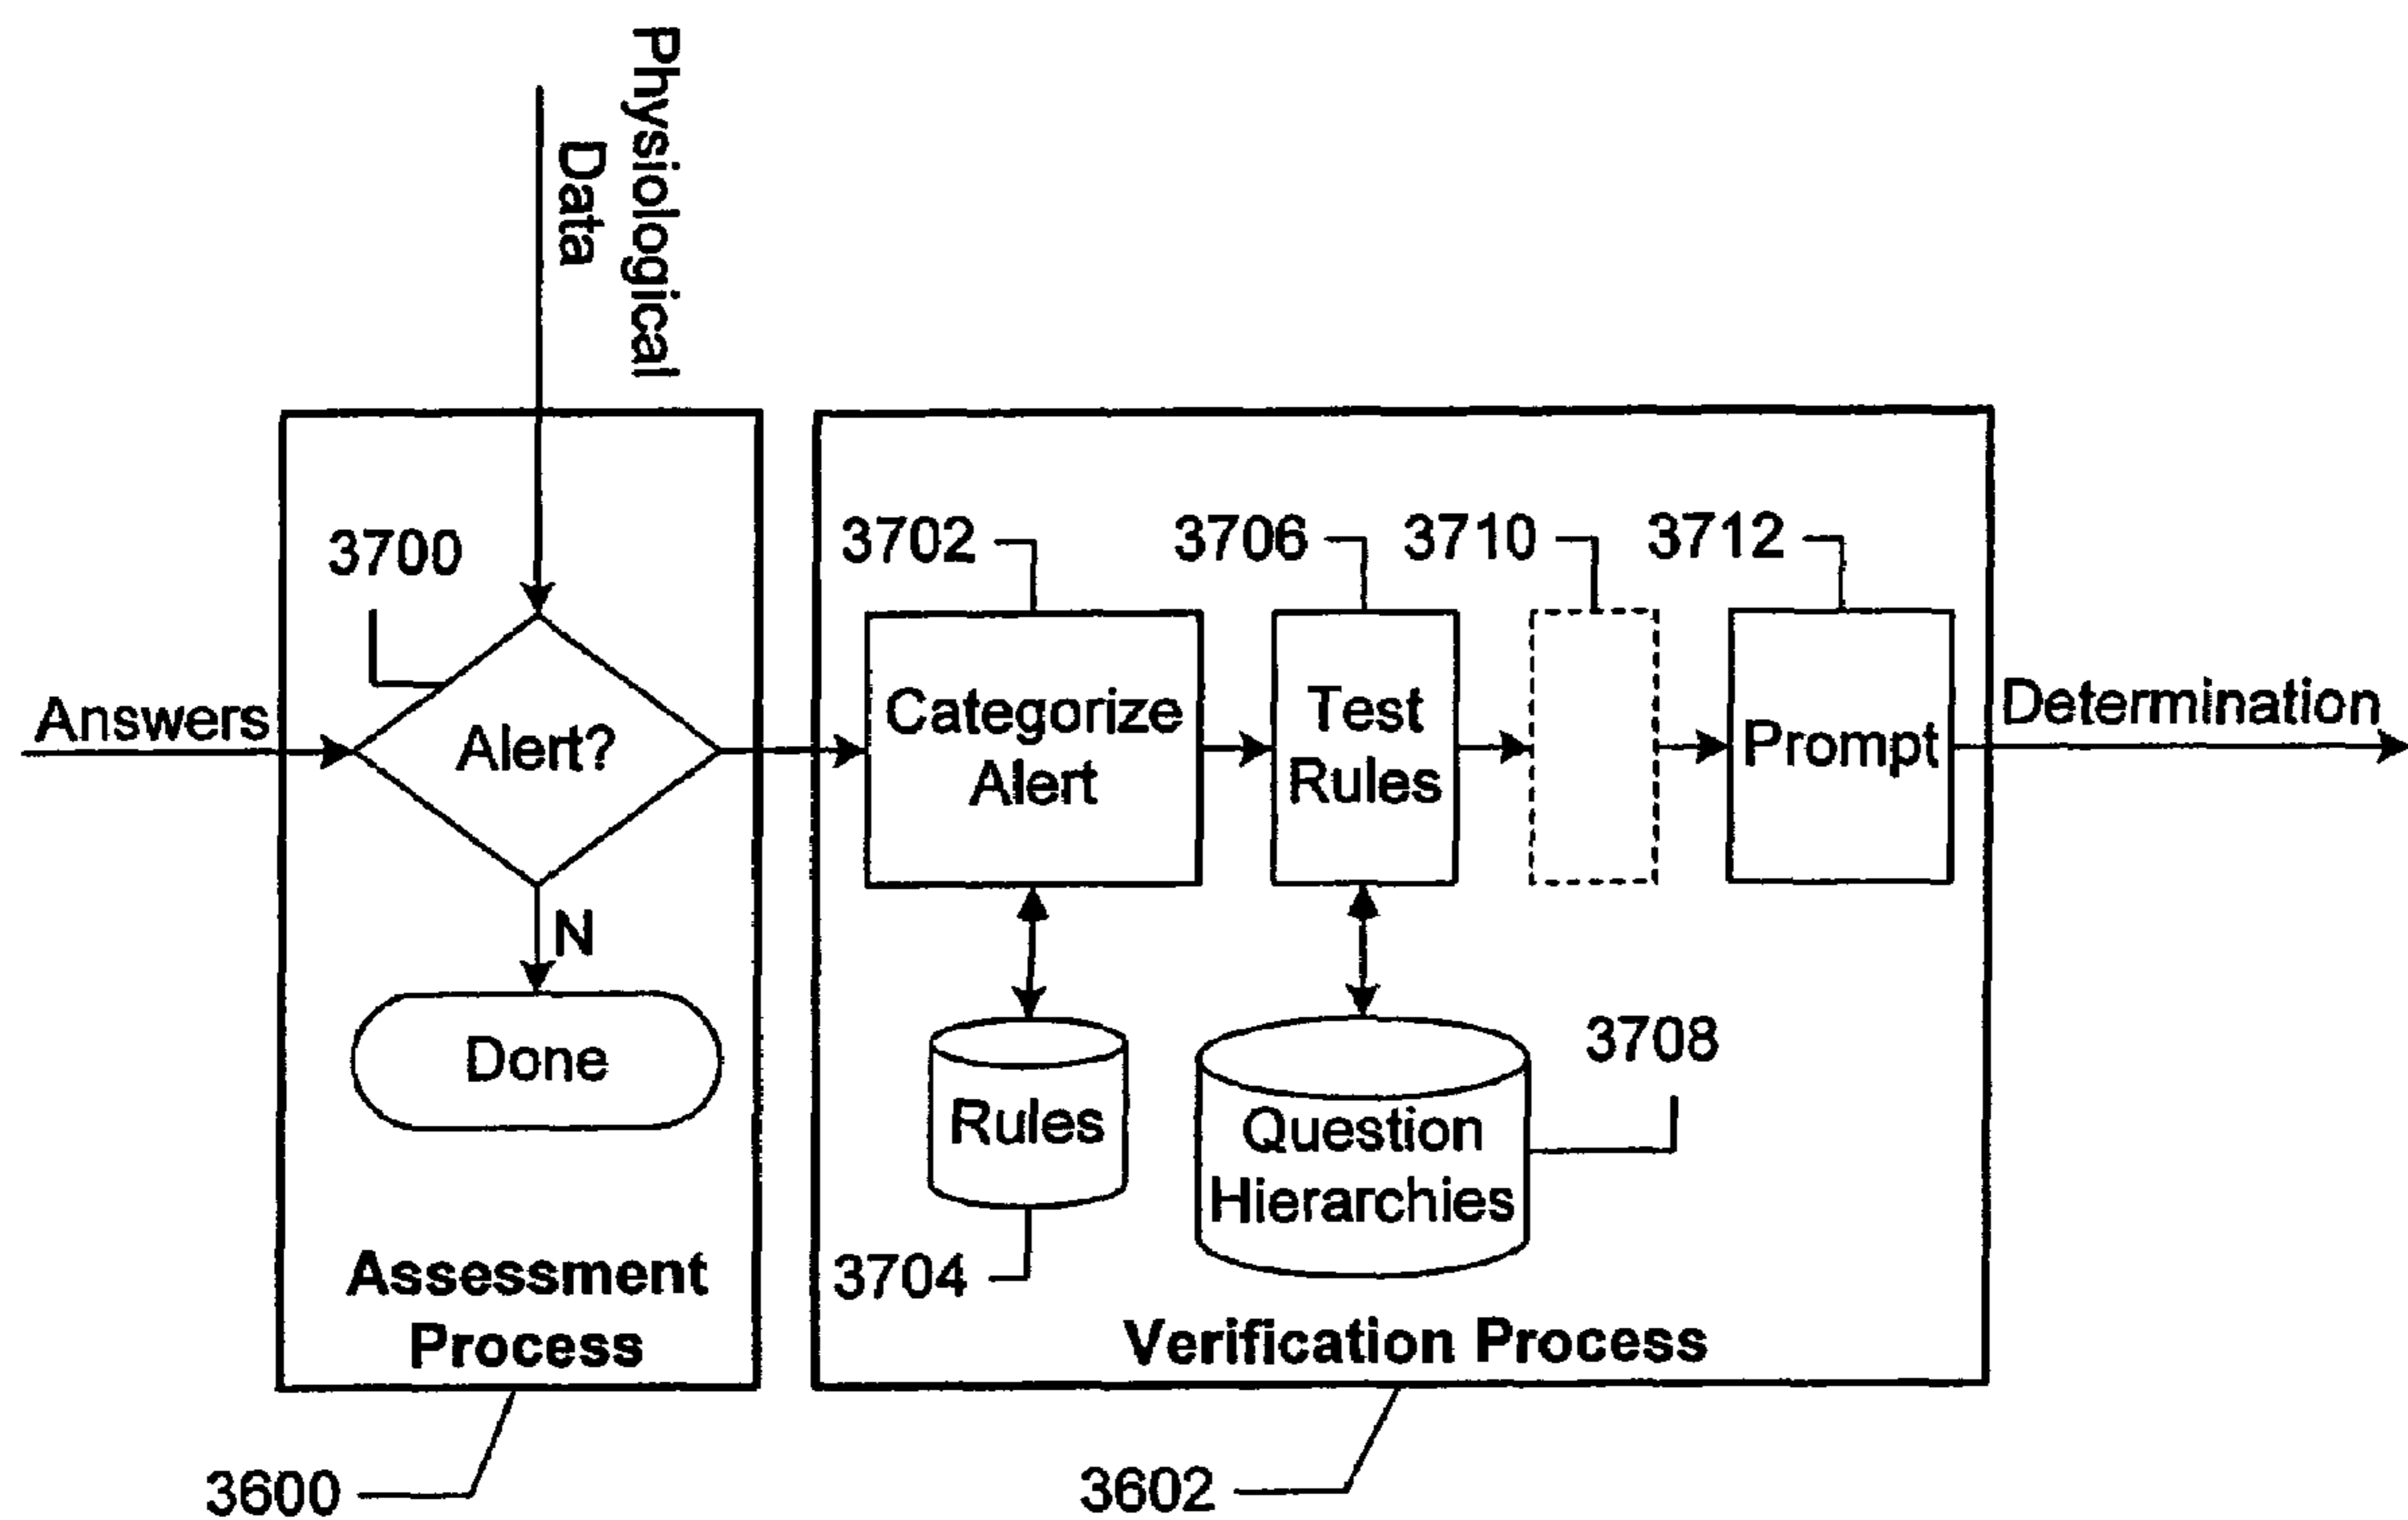 Physiological
Data
3700
3702
3706
3710
3712
Answers
Alert?
Categorize
Alert
Test
Rules
Prompt
Determination
N
Done
Rules
Question
Hierarchies
3708
3704
Assessment
Process
Verification Process
3600
3602